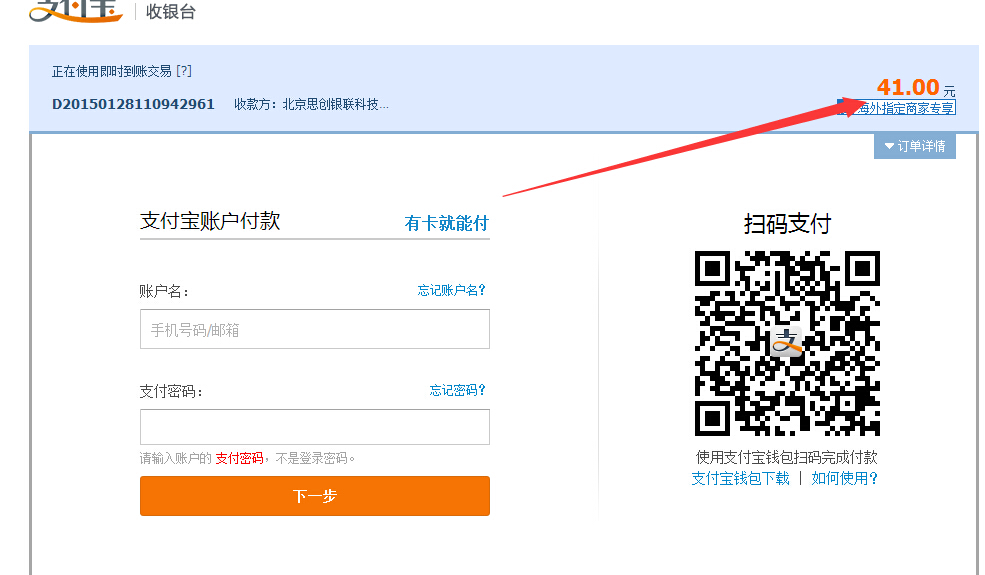 支付宝 收银台
正在使用即时到账交易 [?]
D20150128110942961 收款方：北京思创银联科技...
41.00 元
海外指定商家专享
订单详情
支付宝账户付款 有卡就能付
扫码支付
账户名： 忘记账户名?
手机号码/邮箱
支付密码： 忘记密码?
请输入账户的 支付密码，不是登录密码。
下一步
支
使用支付宝钱包扫码完成付款
支付宝钱包下载 | 如何使用?